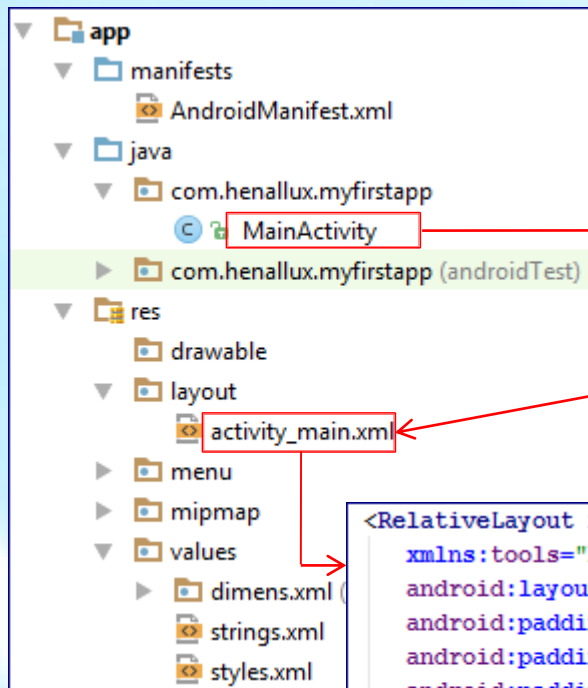 app
manifests
AndroidManifest.xml
java
com.henallux.myfirstapp
MainActivity
com.henallux.myfirstapp (androidTest)
res
drawable
layout
activity_main.xml
menu
mipmap
values
dimens.xml (
strings.xml
styles.xml
<RelativeLayout
xmlns:tools="
android:layou
android:paddi
android:paddi